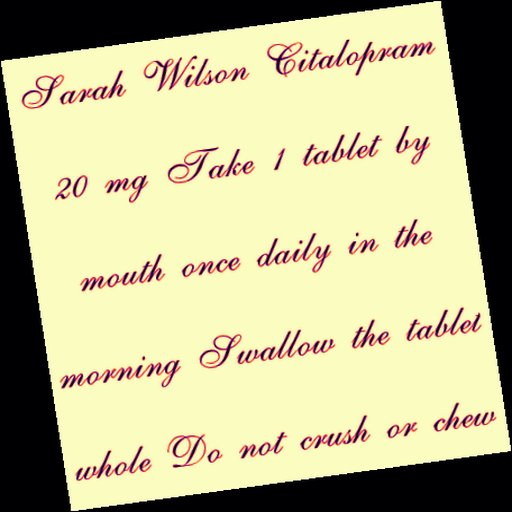 Sarah Wilson Citalopram
20 mg Take 1 tablet by
mouth once daily in the
morning Swallow the tablet
whole Do not crush or chew